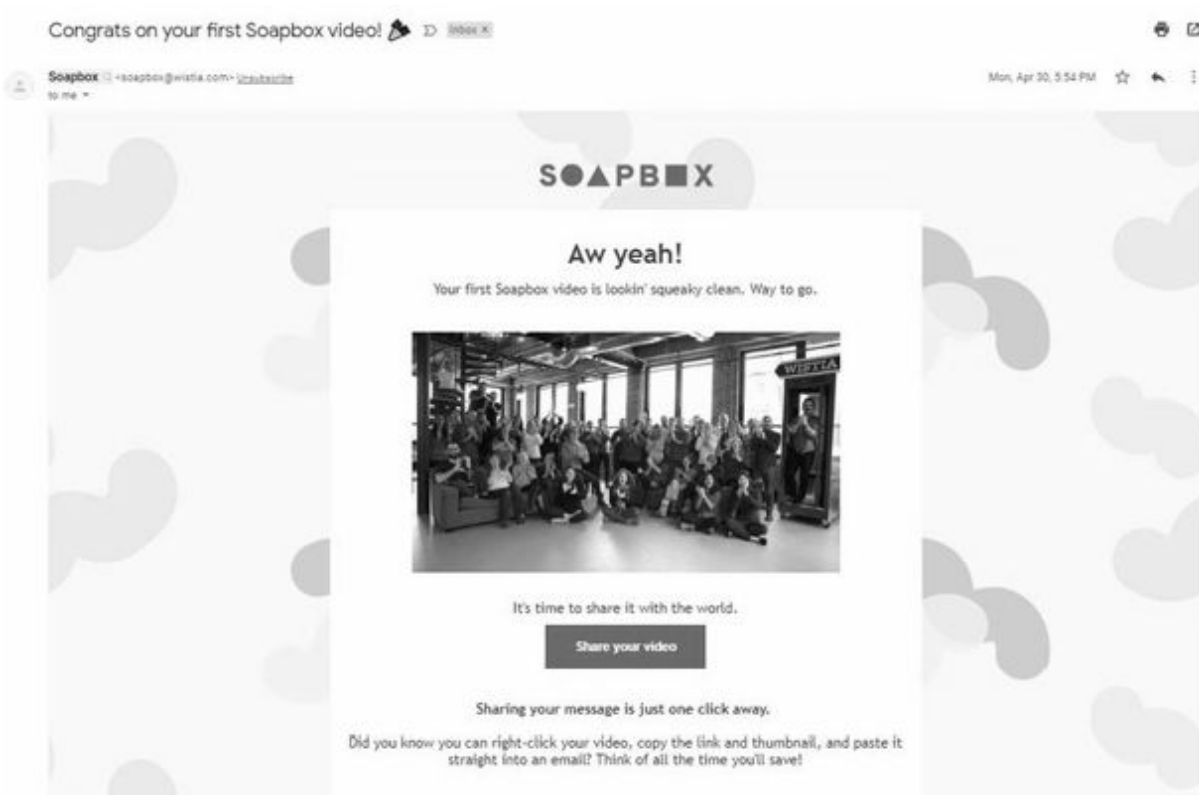 Congrats on your first Soapbox video!
Inbox x
Soapbox <soapbox@wistia.com> Unsubscribe
Mon, Apr 30, 5:54 PM
to me
SOAPBOX
Aw yeah!
Your first Soapbox video is lookin' squeaky clean. Way to go.
WISTIA
It's time to share it with the world.
Share your video
Sharing your message is just one click away.
Did you know you can right-click your video, copy the link and thumbnail, and paste it
straight into an email? Think of all the time you'll save!